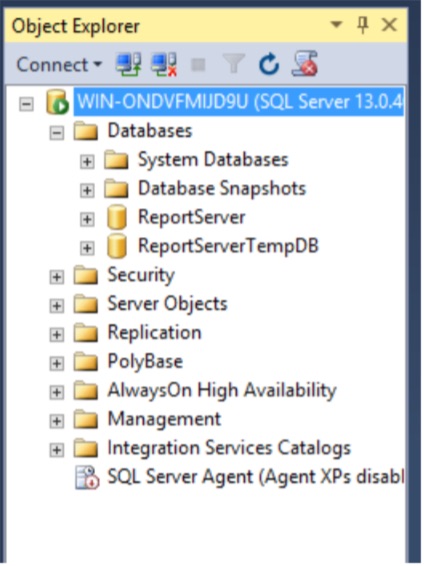 Object Explorer
Connect
WIN-ONDVFMIJD9U (SQL Server 13.0.4
Databases
System Databases
Database Snapshots
ReportServer
ReportServerTempDB
Security
Server Objects
Replication
PolyBase
AlwaysOn High Availability
Management
Integration Services Catalogs
SQL Server Agent (Agent XPs disabl